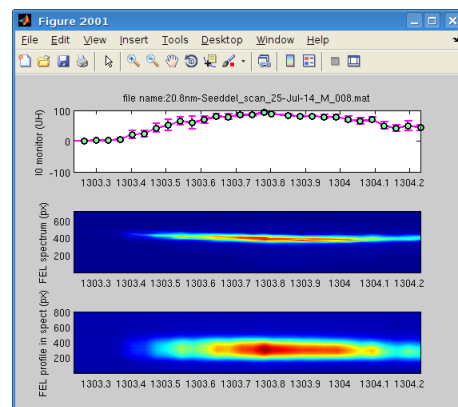 Figure 2001
File Edit View Insert Tools Desktop Window Help
file name:20.8nm-Seeddel_scan_25-Jul-14_M_008.mat
I0 monitor (UH)
100
0
-100
1303.3 1303.4 1303.5 1303.6 1303.7 1303.8 1303.9 1304 1304.1 1304.2
FEL spectrum (px)
600
400
200
1303.3 1303.4 1303.5 1303.6 1303.7 1303.8 1303.9 1304 1304.1 1304.2
FEL profile in spect (px)
800
600
400
200
1303.3 1303.4 1303.5 1303.6 1303.7 1303.8 1303.9 1304 1304.1 1304.2